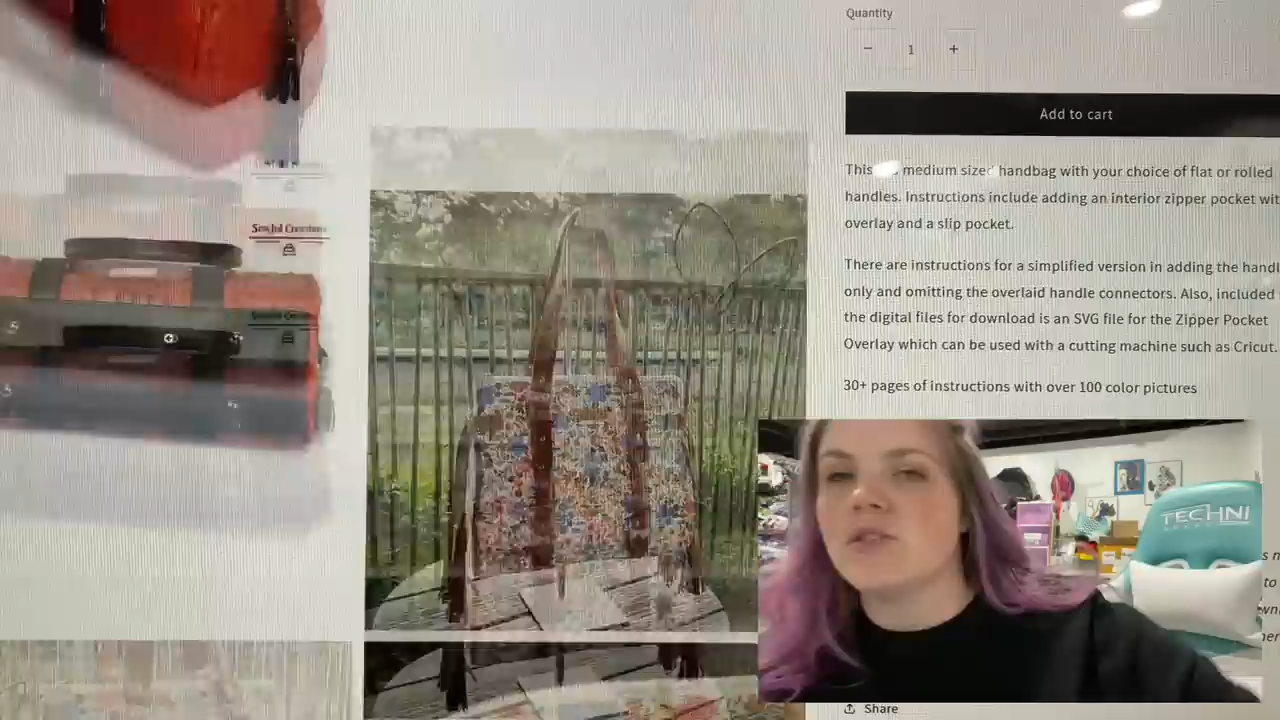 Quantity
− 1 +
Add to cart
This medium sized handbag with your choice of flat or rolled
handles. Instructions include adding an interior zipper pocket
overlay and a slip pocket.
There are instructions for a simplified version in adding the
only and omitting the overlaid handle connectors. Also, included
the digital files for download is an SVG file for the Zipper Pocket
Overlay which can be used with a cutting machine such as Cricut.
30+ pages of instructions with over 100 color pictures
TECHNI
to
Share